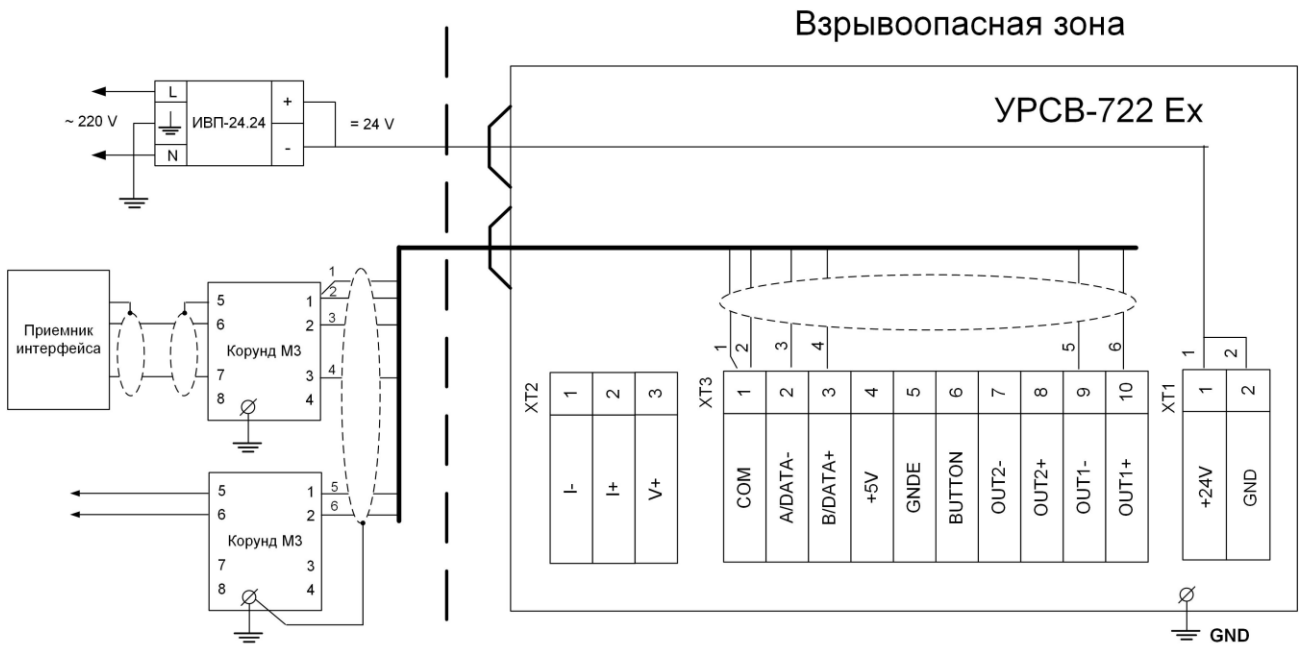 Взрывоопасная зона
УРСВ-722 Ex
L
N
~ 220 V
ИВП-24.24
+
-
= 24 V
Приемник
интерфейса
5
6
7
8
Корунд М3
1
2
3
4
1
2
3
4
5
6
7
8
Корунд М3
1
2
3
4
5
6
XT2
1
2
3
I-
I+
V+
1
2
3
4
5
6
XT3
1
2
3
4
5
6
7
8
9
10
COM
A/DATA-
B/DATA+
+5V
GNDE
BUTTON
OUT2-
OUT2+
OUT1-
OUT1+
1
2
XT1
1
2
+24V
GND
GND